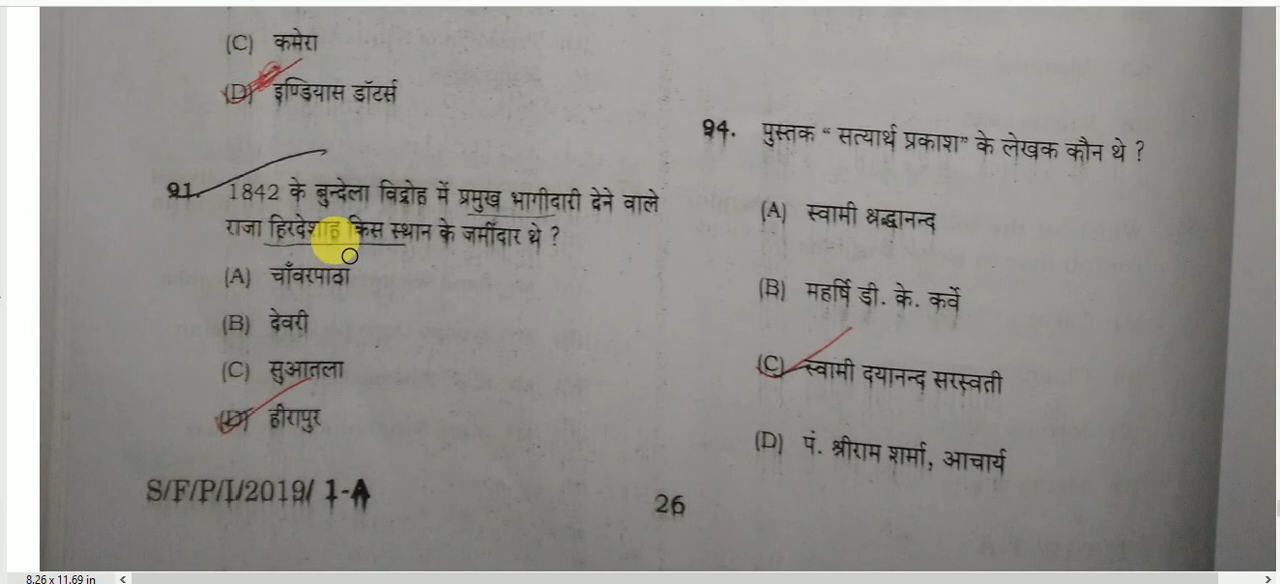 (C) कमेरा
(D) इण्डियास डॉटर्स
91. 1842 के बुन्देला विद्रोह में प्रमुख भागीदारी देने वाले
राजा हिरदेशाह किस स्थान के जमींदार थे ?
(A) चाँवरपाठा
(B) देवरी
(C) सुआतला
(D) हीरापुर
S/F/P/I/2019/ 1-A
26
94. पुस्तक “ सत्यार्थ प्रकाश” के लेखक कौन थे ?
(A) स्वामी श्रद्धानन्द
(B) महर्षि डी. के. कर्वे
(C) स्वामी दयानन्द सरस्वती
(D) पं. श्रीराम शर्मा, आचार्य
8.26 x 11.69 in